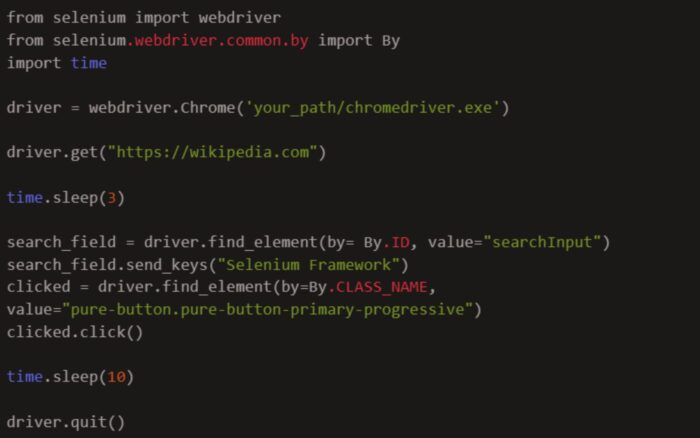 from selenium import webdriver
from selenium.webdriver.common.by import By
import time
driver = webdriver.Chrome('your_path/chromedriver.exe')
driver.get("https://wikipedia.com")
time.sleep(3)
search_field = driver.find_element(by= By.ID, value="searchInput")
search_field.send_keys("Selenium Framework")
clicked = driver.find_element(by=By.CLASS_NAME,
value="pure-button.pure-button-primary-progressive")
clicked.click()
time.sleep(10)
driver.quit()